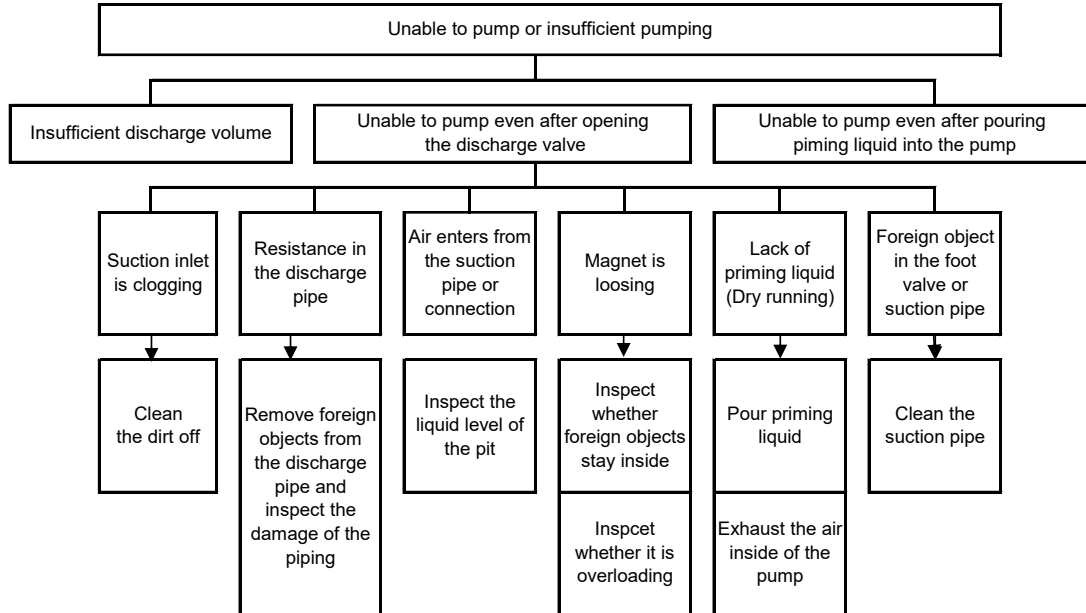 Unable to pump or insufficient pumping
Insufficient discharge volume
Unable to pump even after opening
the discharge valve
Unable to pump even after pouring
piming liquid into the pump
Suction inlet
is clogging
Resistance in
the discharge
pipe
Air enters from
the suction
pipe or
connection
Magnet is
loosing
Lack of
priming liquid
(Dry running)
Foreign object
in the foot
valve or
suction pipe
Clean
the dirt off
Remove foreign
objects from
the discharge
pipe and
inspect the
damage of the
piping
Inspect the
liquid level of
the pit
Inspect
whether
foreign objects
stay inside
Pour priming
liquid
Clean the
suction pipe
Inspcet
whether it is
overloading
Exhaust the air
inside of the
pump